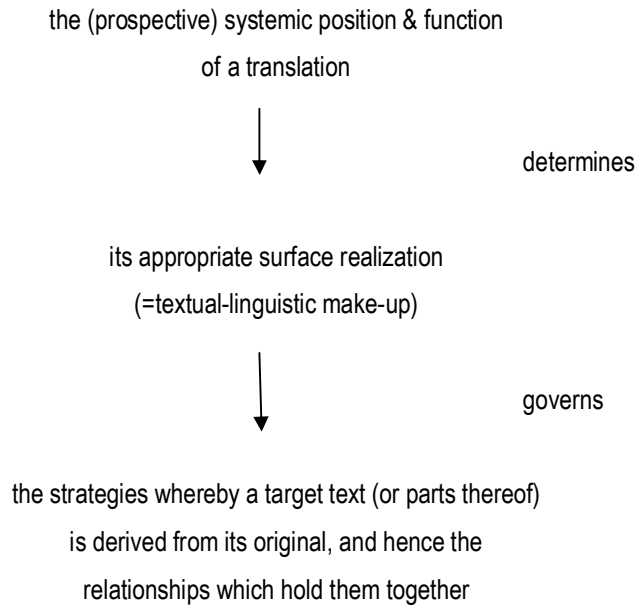 the (prospective) systemic position & function
of a translation
determines
its appropriate surface realization
(=textual-linguistic make-up)
governs
the strategies whereby a target text (or parts thereof)
is derived from its original, and hence the
relationships which hold them together